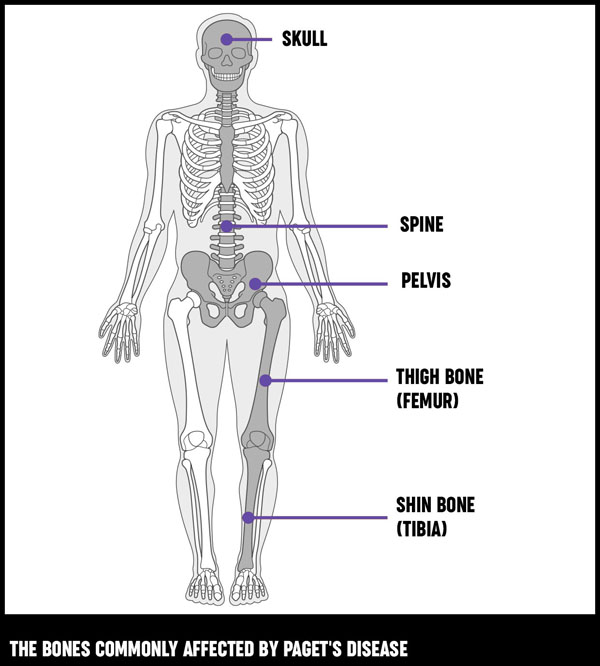 SKULL
SPINE
PELVIS
THIGH BONE
(FEMUR)
SHIN BONE
(TIBIA)
THE BONES COMMONLY AFFECTED BY PAGET'S DISEASE